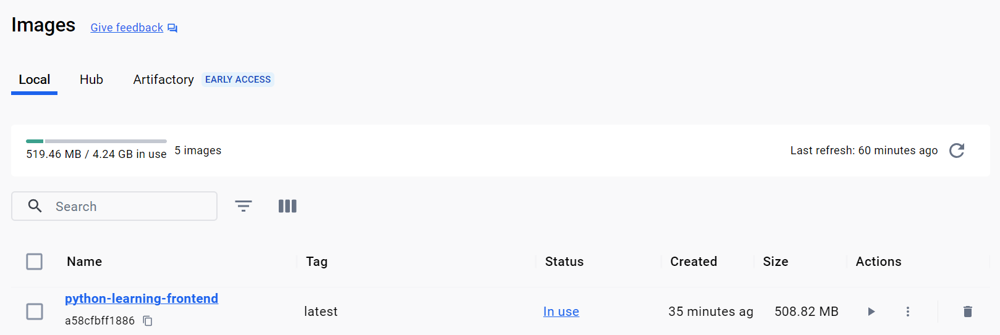 Images Give feedback
Local Hub Artifactory EARLY ACCESS
519.46 MB / 4.24 GB in use 5 images Last refresh: 60 minutes ago
Search
Name Tag Status Created Size Actions
python-learning-frontend
a58cfbff1886 latest In use 35 minutes ag 508.82 MB